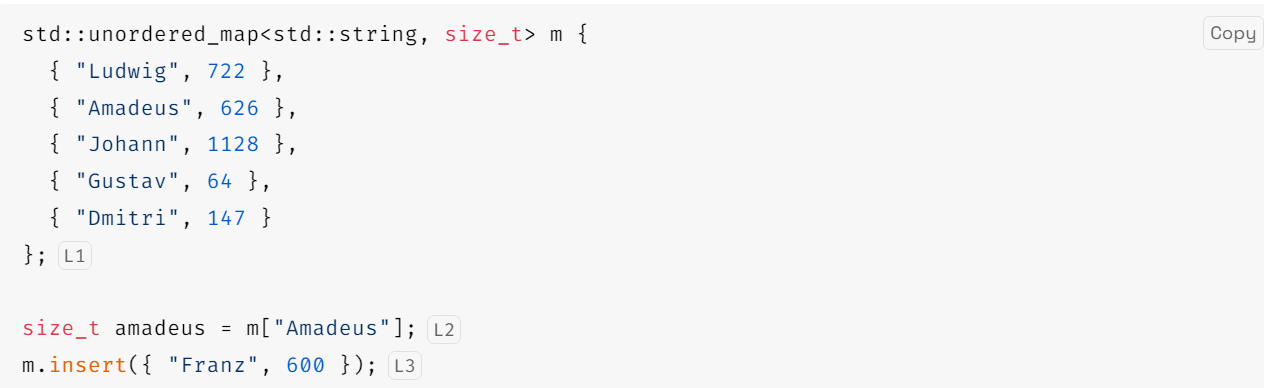 std::unordered_map<std::string, size_t> m {
Copy
  { "Ludwig", 722 },
  { "Amadeus", 626 },
  { "Johann", 1128 },
  { "Gustav", 64 },
  { "Dmitri", 147 }
}; L1
size_t amadeus = m["Amadeus"]; L2
m.insert({ "Franz", 600 }); L3